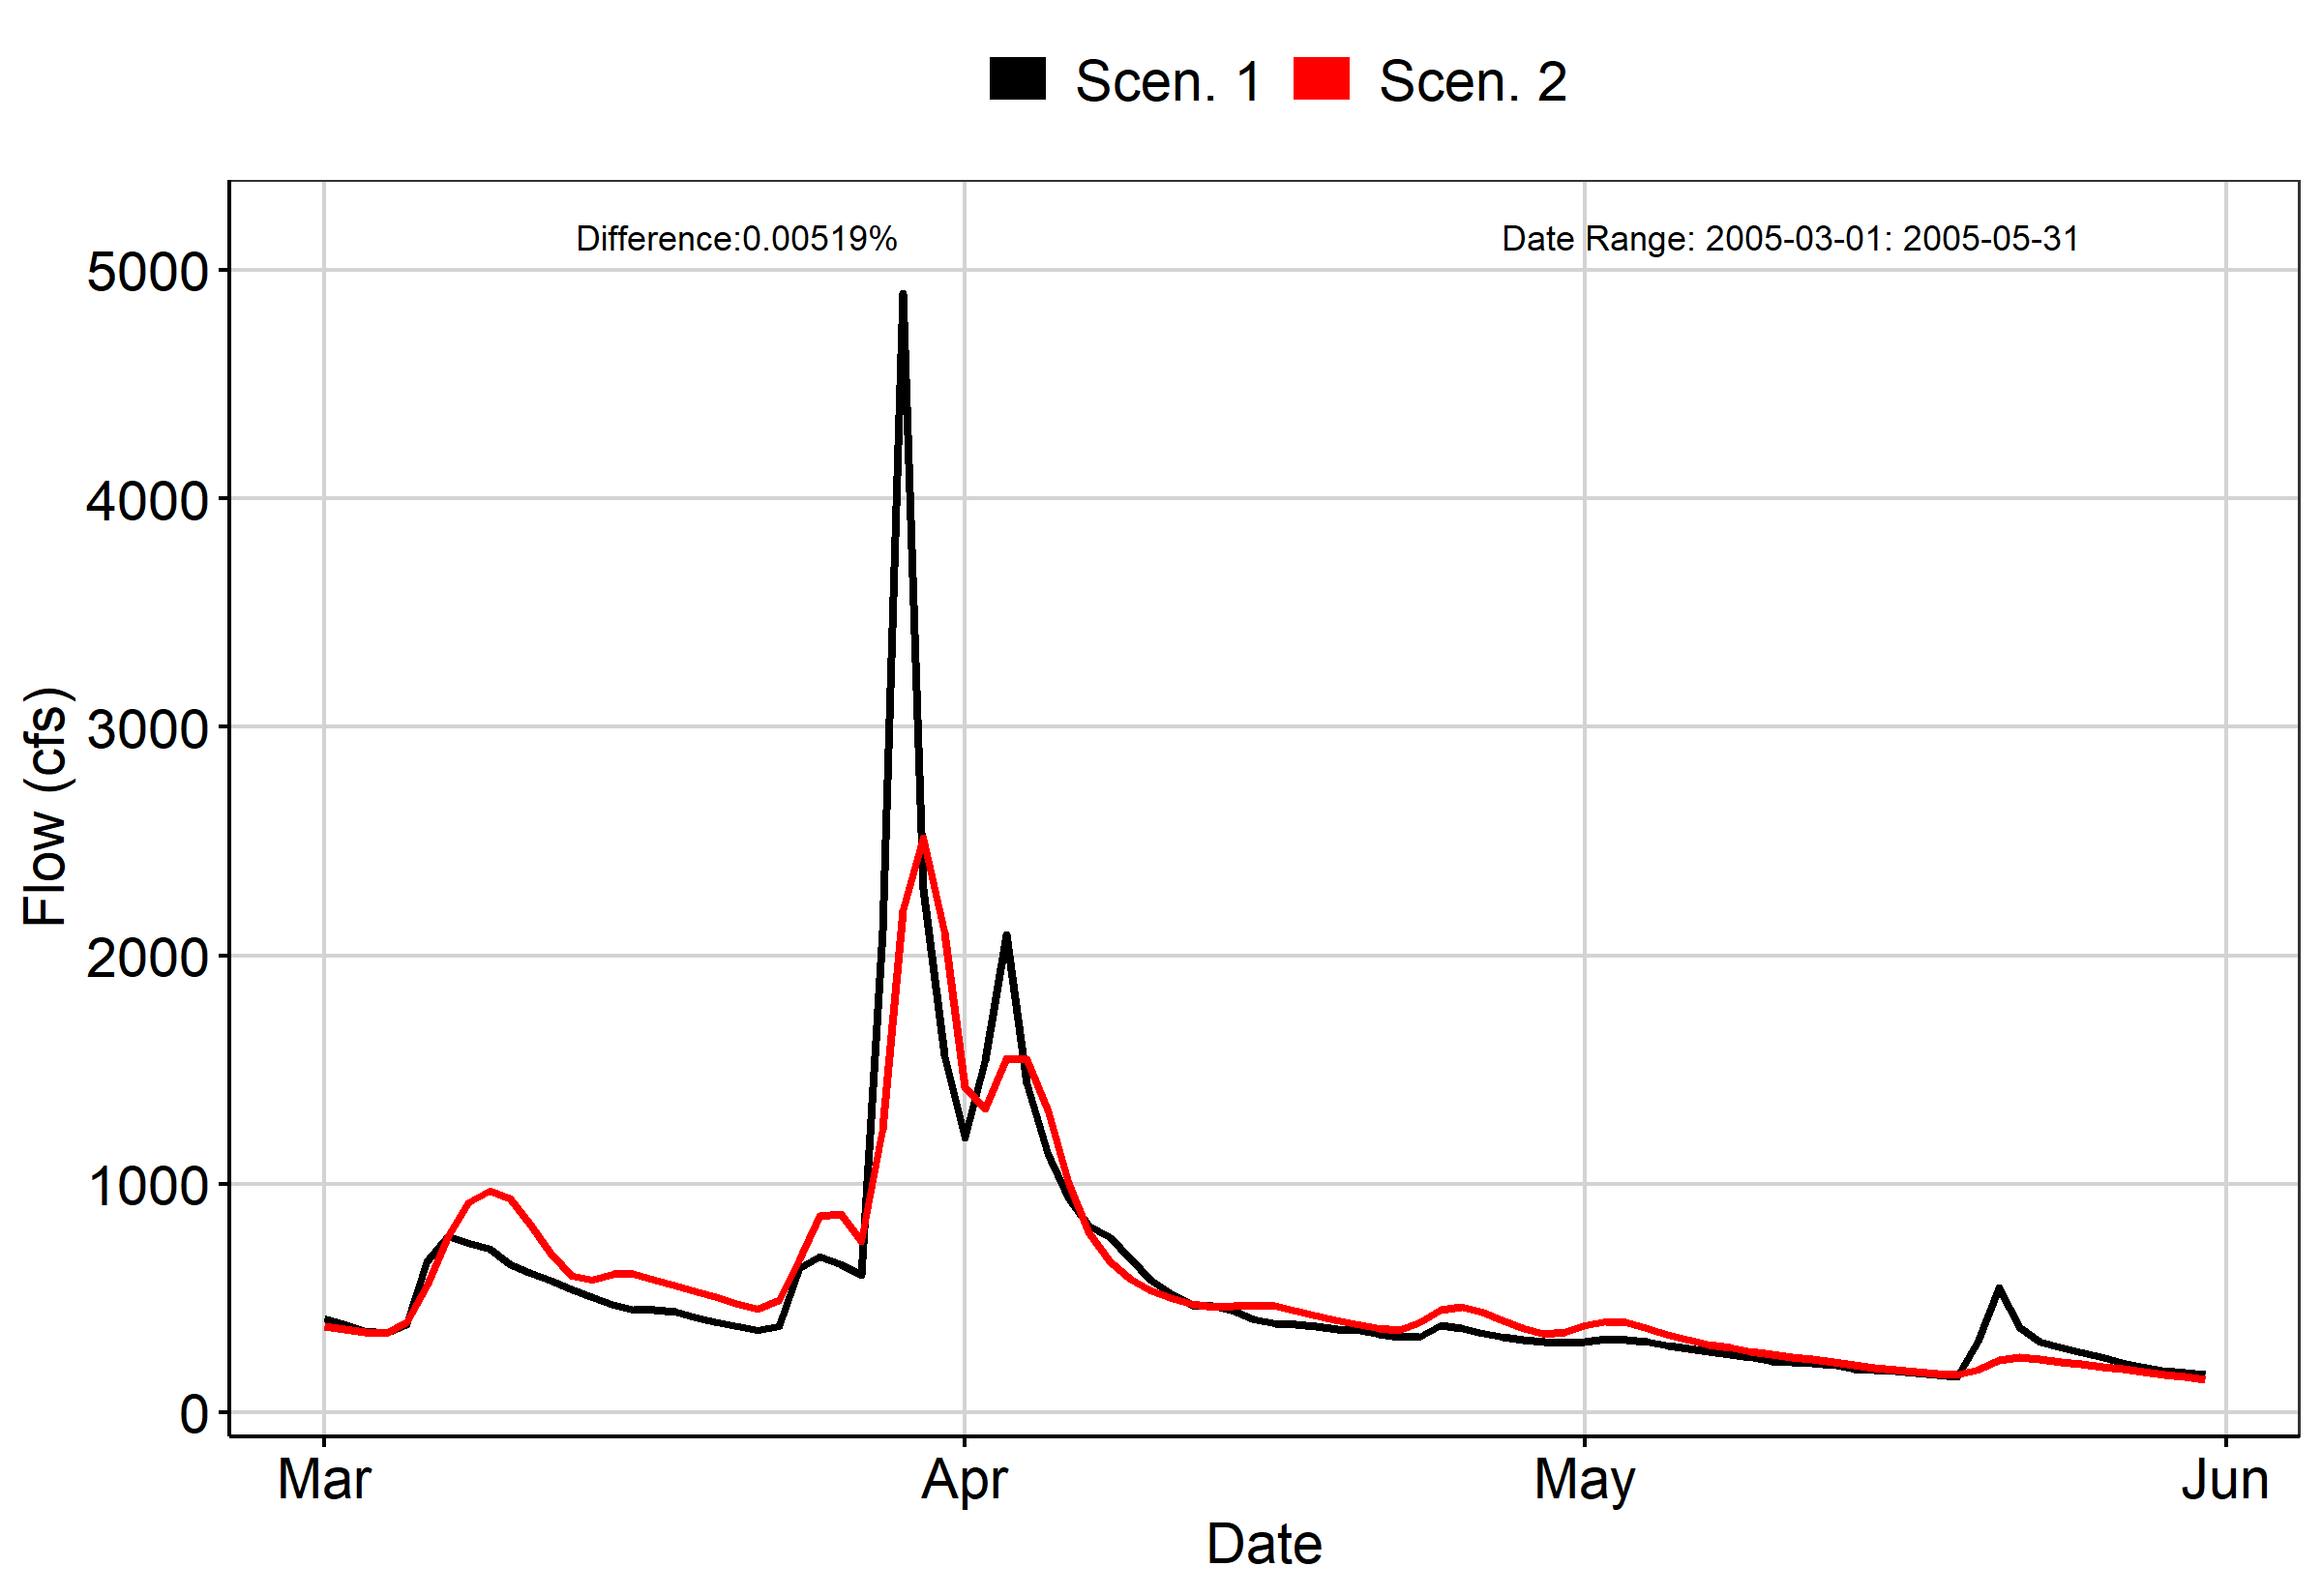 Scen. 1 Scen. 2
Difference:0.00519% Date Range: 2005-03-01: 2005-05-31
5000
4000
3000
2000
1000
0
Flow (cfs)
Mar Apr May Jun
Date